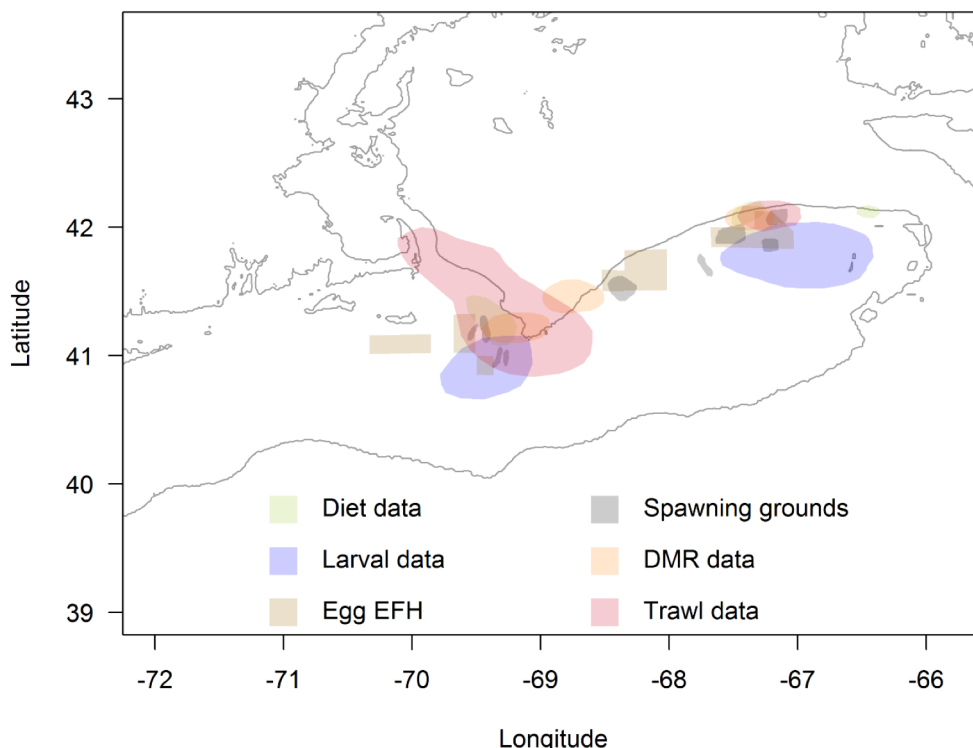 43
42
41
40
39
Latitude
Diet data
Larval data
Egg EFH
Spawning grounds
DMR data
Trawl data
-72 -71 -70 -69 -68 -67 -66
Longitude